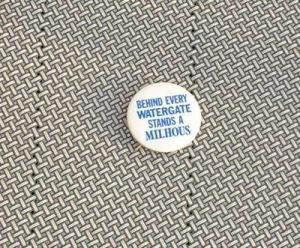 BEHIND EVERY
WATERGATE
STANDS A
MILHOUS